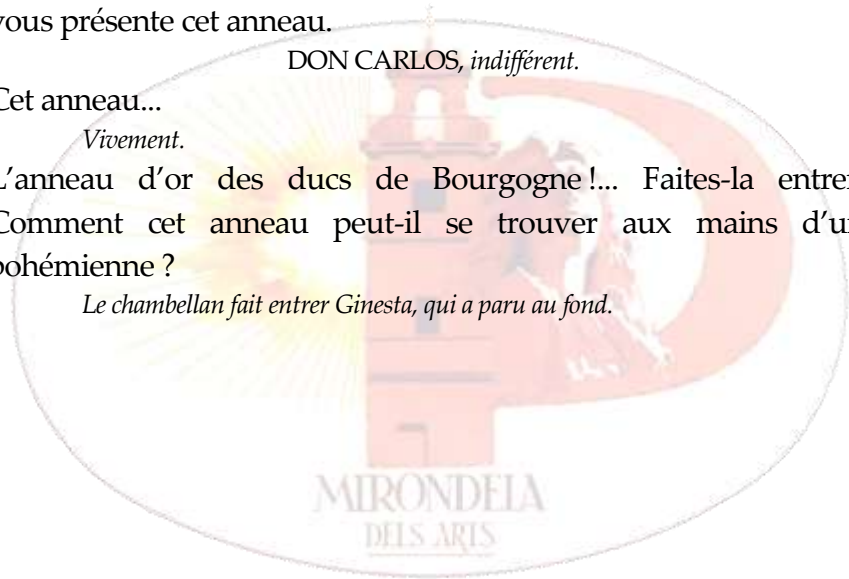 vous présente cet anneau.
DON CARLOS, indifférent.
Cet anneau...
Vivement.
L’anneau d’or des ducs de Bourgogne !... Faites-la entrer
Comment cet anneau peut-il se trouver aux mains d’u
bohémienne ?
Le chambellan fait entrer Ginesta, qui a paru au fond.
MIRONDELA
DELS ARTS